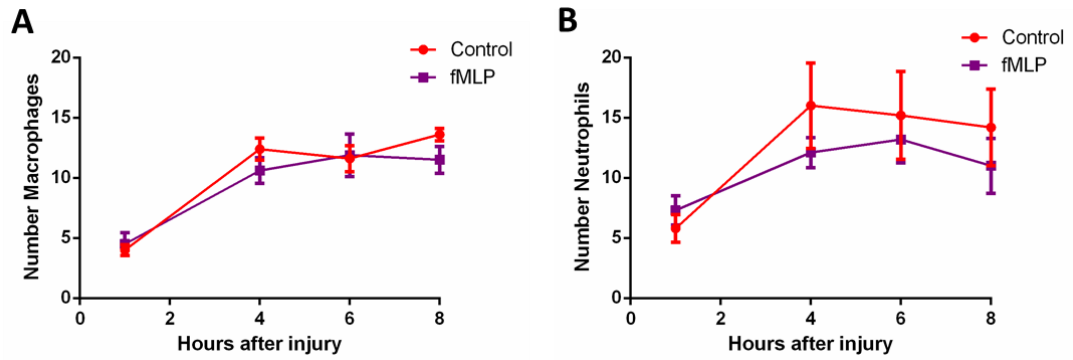 A
Control
fMLP
20
15
10
5
0
Number Macrophages
0 2 4 6 8
Hours after injury
B
Control
fMLP
20
15
10
5
0
Number Neutrophils
0 2 4 6 8
Hours after injury